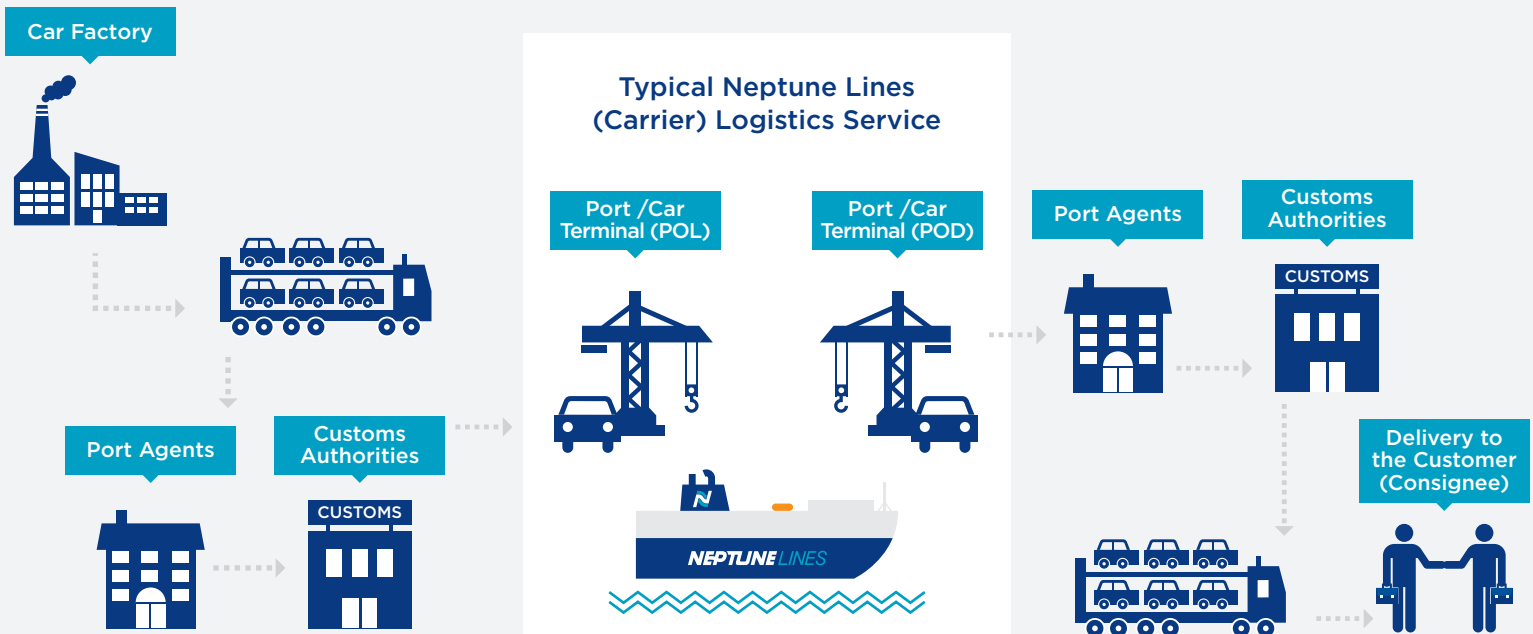 Car Factory
Typical Neptune Lines
(Carrier) Logistics Service
Port /Car
Terminal (POL)
Port /Car
Terminal (POD)
Port Agents
Customs
Authorities
CUSTOMS
Port Agents
Customs
Authorities
CUSTOMS
N
NEPTUNE LINES
Delivery to
the Customer
(Consignee)